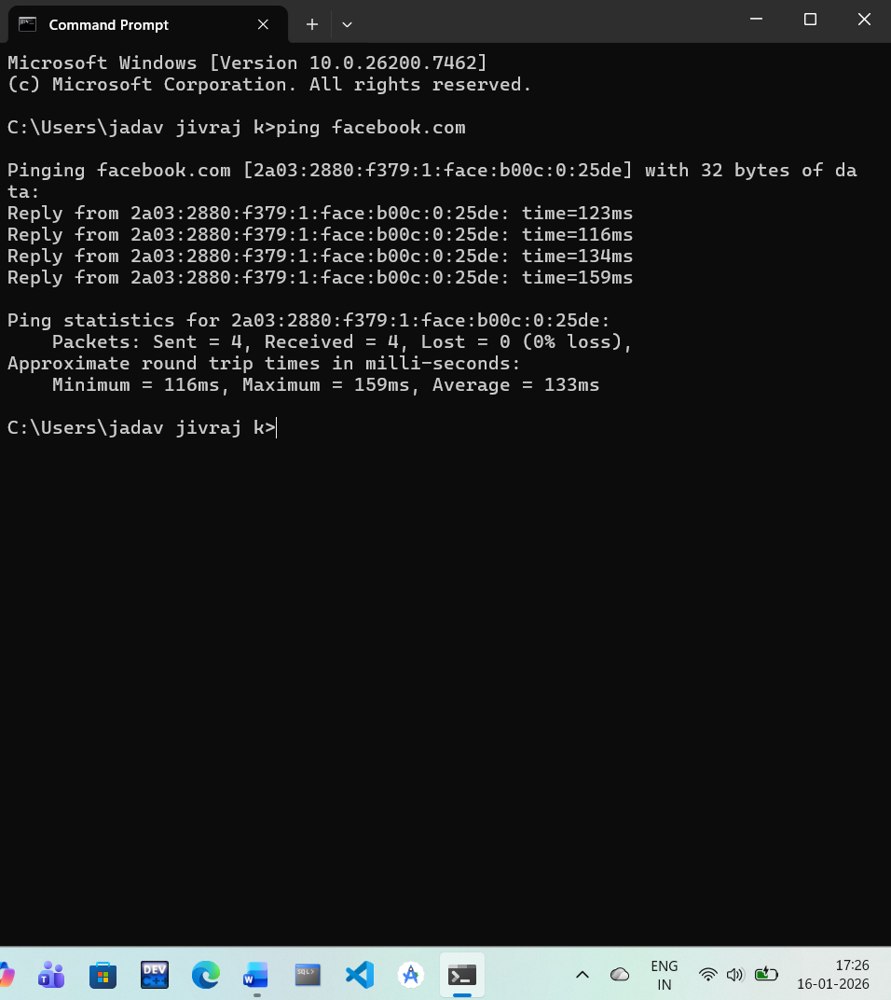 Command Prompt
Microsoft Windows [Version 10.0.26200.7462]
(c) Microsoft Corporation. All rights reserved.
C:\Users\jadav jivraj k>ping facebook.com
Pinging facebook.com [2a03:2880:f379:1:face:b00c:0:25de] with 32 bytes of da
ta:
Reply from 2a03:2880:f379:1:face:b00c:0:25de: time=123ms
Reply from 2a03:2880:f379:1:face:b00c:0:25de: time=116ms
Reply from 2a03:2880:f379:1:face:b00c:0:25de: time=134ms
Reply from 2a03:2880:f379:1:face:b00c:0:25de: time=159ms
Ping statistics for 2a03:2880:f379:1:face:b00c:0:25de:
    Packets: Sent = 4, Received = 4, Lost = 0 (0% loss),
Approximate round trip times in milli-seconds:
    Minimum = 116ms, Maximum = 159ms, Average = 133ms
C:\Users\jadav jivraj k>
T
DEV
C++
W
SQL>
ENG
IN
17:26
16-01-2026